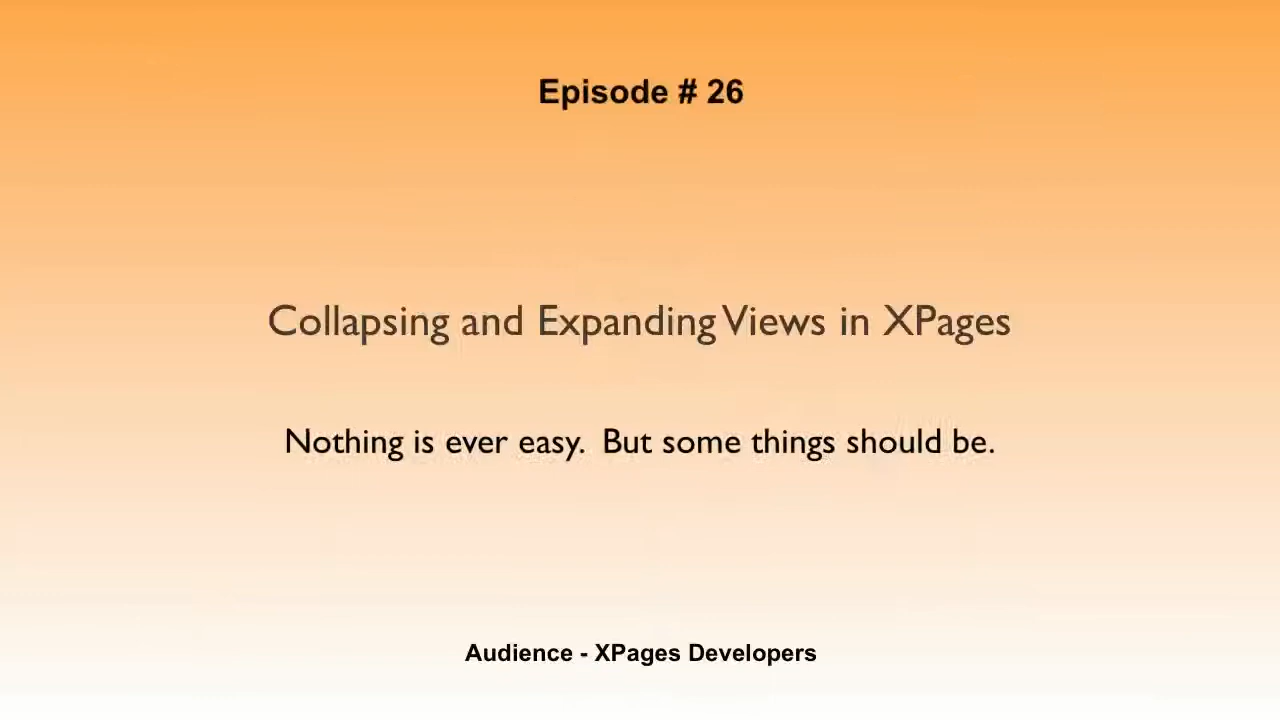 Episode # 26
Collapsing and Expanding Views in XPages
Nothing is ever easy.  But some things should be.
Audience - XPages Developers